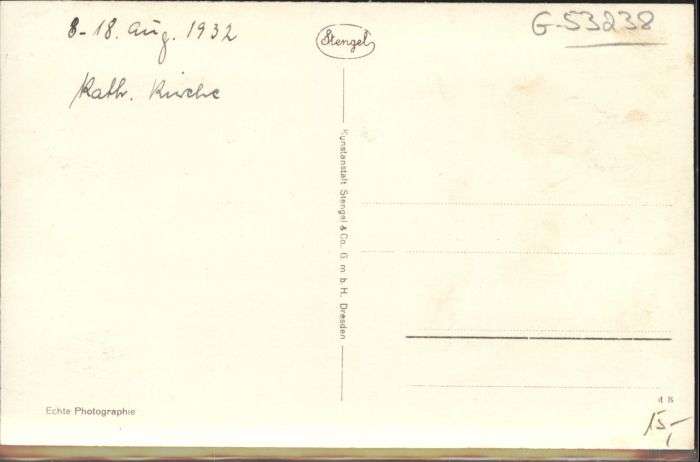 8-18. Aug. 1932
Kath. Kirche
Stengel
G-53238
Kunstanstalt Stengel & Co. G. m. b. H. Dresden
Echte Photographie
15,-